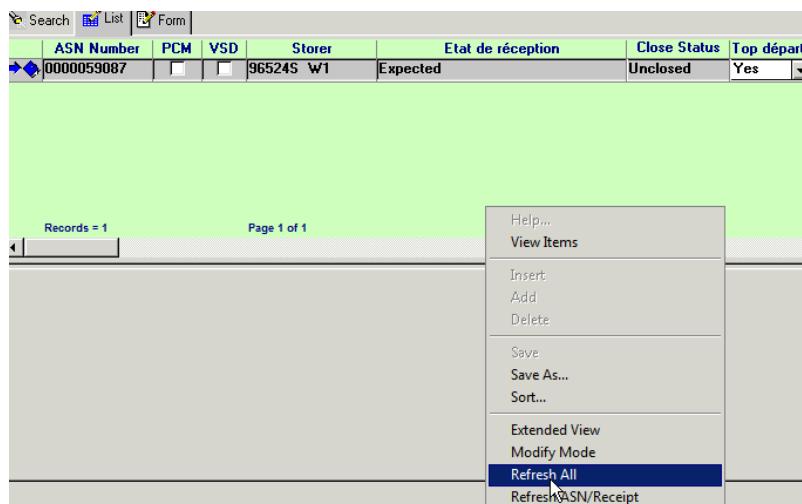 Search List Form
ASN Number PCM VSD Storer Etat de réception Close Status Top départ
0000059087 96524S W1 Expected Unclosed Yes
Records = 1 Page 1 of 1
Help...
View Items
Insert
Add
Delete
Save
Save As...
Sort...
Extended View
Modify Mode
Refresh All
Refresh ASN/Receipt